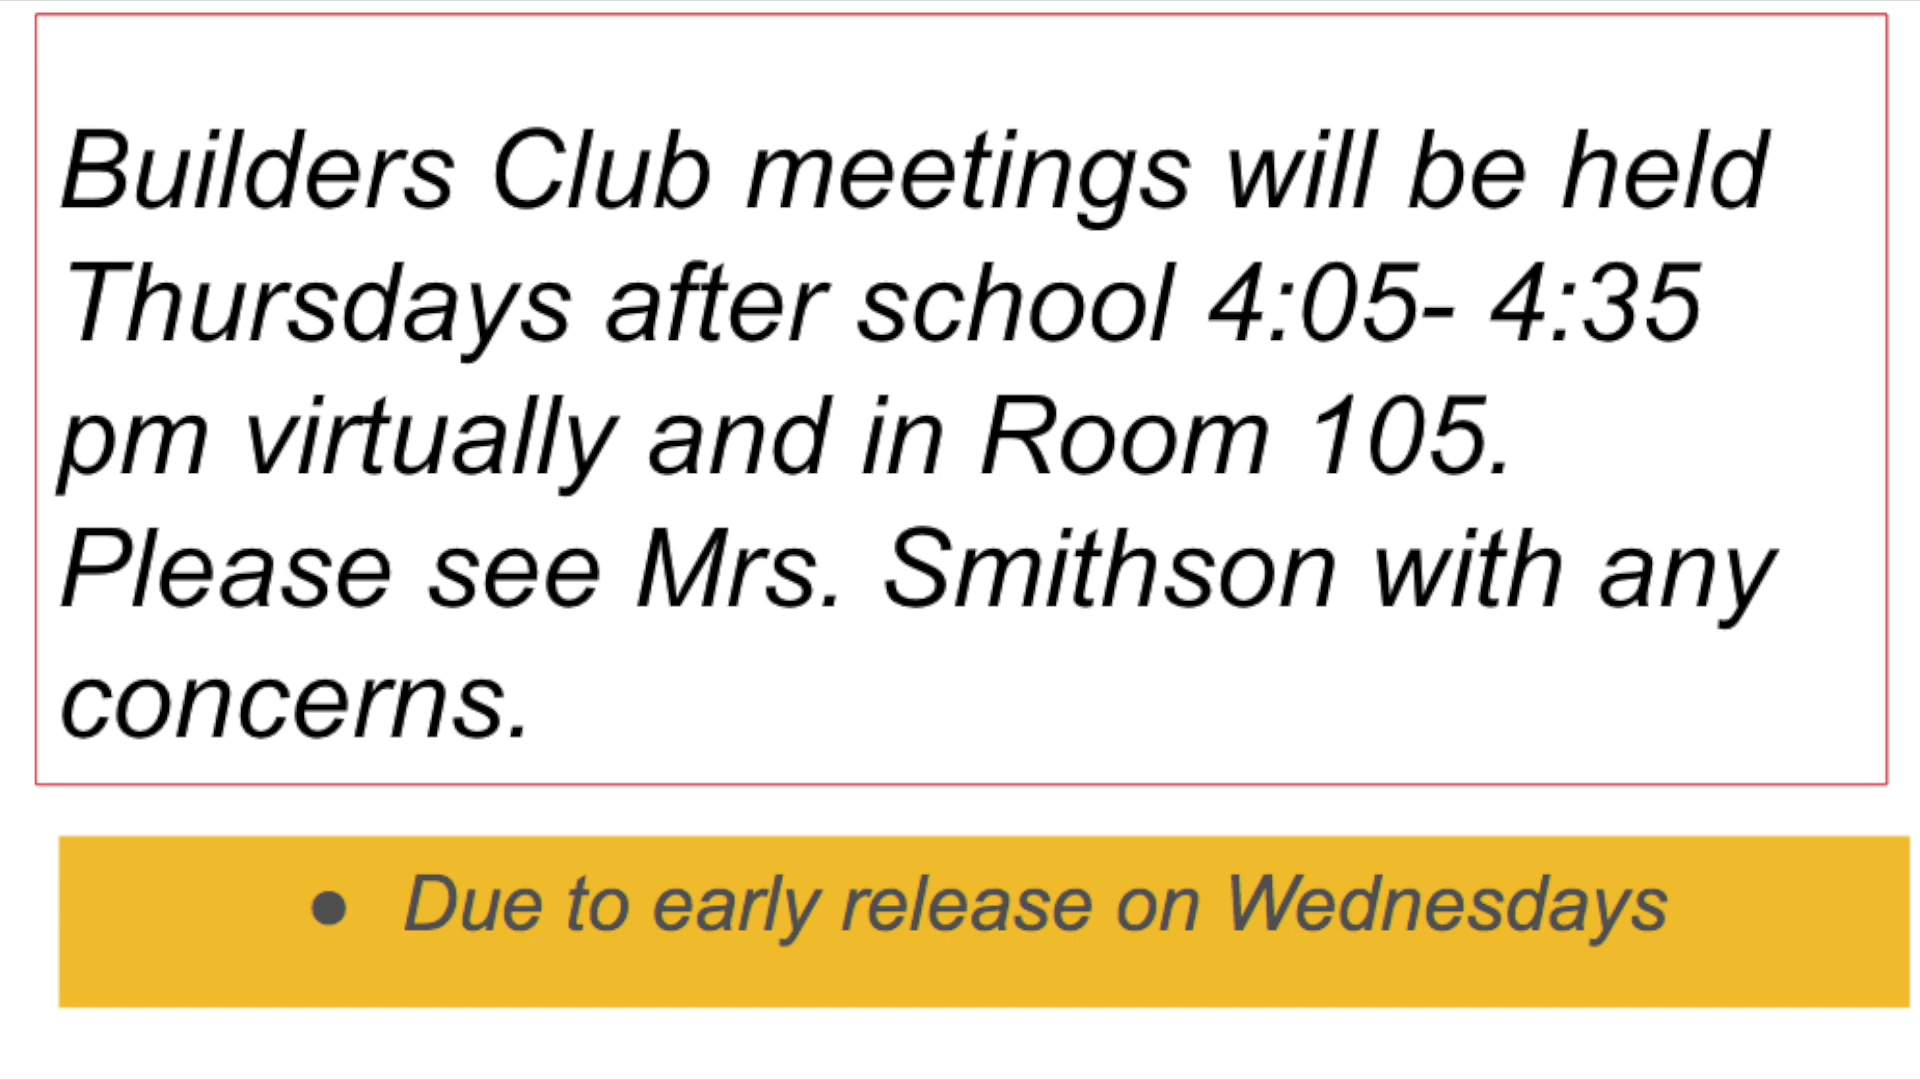 Builders Club meetings will be held
Thursdays after school 4:05- 4:35
pm virtually and in Room 105.
Please see Mrs. Smithson with any
concerns.
● Due to early release on Wednesdays